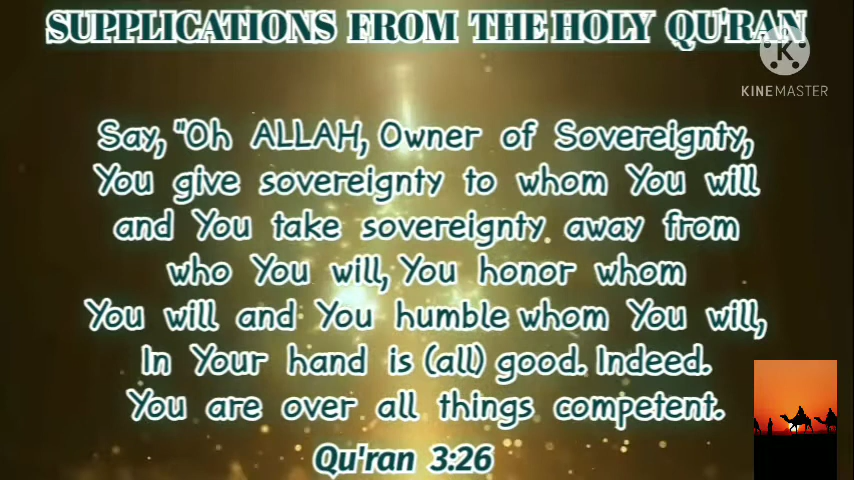 SUPPLICATIONS FROM THE HOLY QU'RAN
K
KINEMASTER
Say, "Oh ALLAH, Owner of Sovereignty,
You give sovereignty to whom You will
and You take sovereignty away from
who You will, You honor whom
You will and You humble whom You will,
In Your hand is (all) good. Indeed.
You are over all things competent.
Qu'ran 3:26